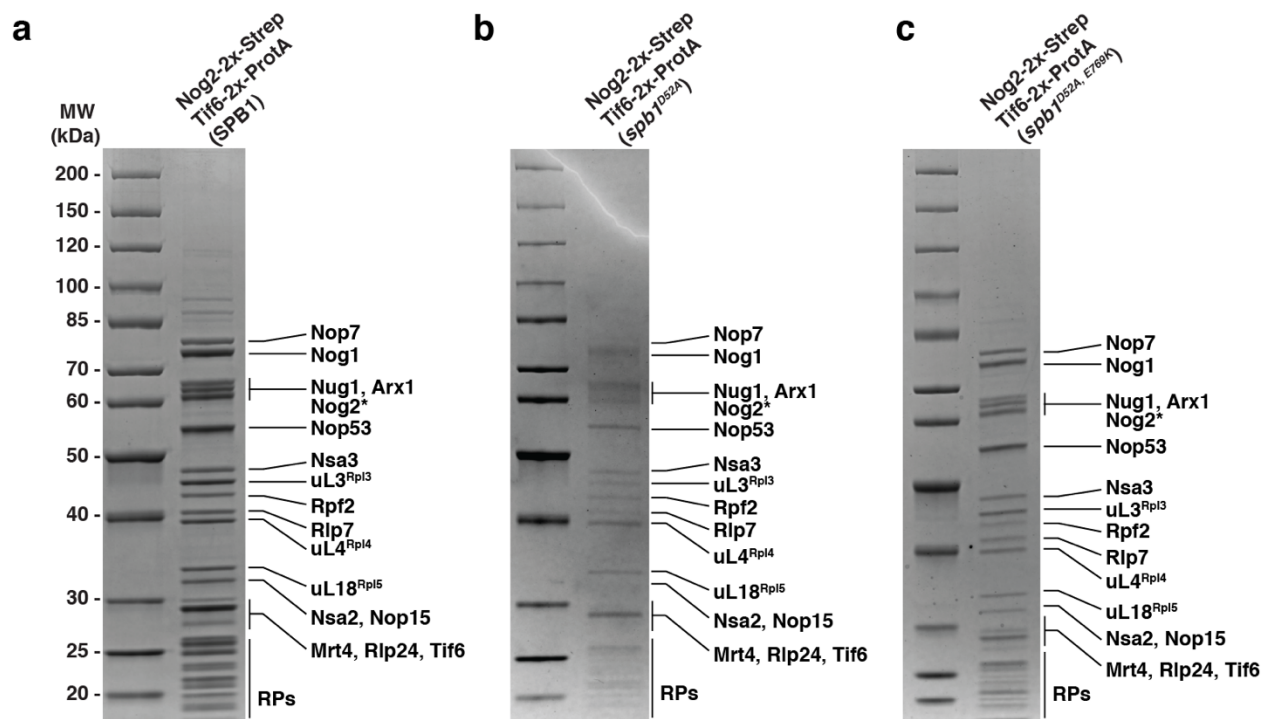 a
Nog2-2x-Strep
Tif6-2x-ProtA
(SPB1)
MW
(kDa)
200 -
150 -
120 -
100 -
85 -
70 -
60 -
50 -
40 -
30 -
25 -
20 -
Nop7
Nog1
Nug1, Arx1
Nog2*
Nop53
Nsa3
uL3Rpl3
Rpf2
Rlp7
uL4Rpl4
uL18Rpl5
Nsa2, Nop15
Mrt4, Rlp24, Tif6
RPs
b
Nog2-2x-Strep
Tif6-2x-ProtA
(spb1D52A)
Nop7
Nog1
Nug1, Arx1
Nog2*
Nop53
Nsa3
uL3Rpl3
Rpf2
Rlp7
uL4Rpl4
uL18Rpl5
Nsa2, Nop15
Mrt4, Rlp24, Tif6
RPs
c
Nog2-2x-Strep
Tif6-2x-ProtA
(spb1D52A, E769K)
Nop7
Nog1
Nug1, Arx1
Nog2*
Nop53
Nsa3
uL3Rpl3
Rpf2
Rlp7
uL4Rpl4
uL18Rpl5
Nsa2, Nop15
Mrt4, Rlp24, Tif6
RPs